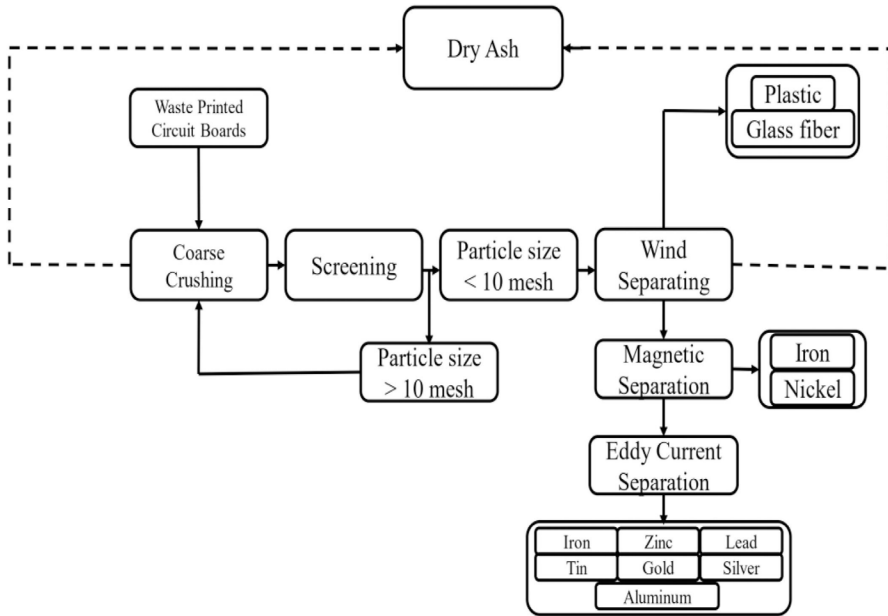 Dry Ash
Waste Printed
Circuit Boards
Plastic
Glass fiber
Coarse
Crushing
Screening
Particle size
< 10 mesh
Wind
Separating
Particle size
> 10 mesh
Magnetic
Separation
Iron
Nickel
Eddy Current
Separation
Iron
Zinc
Lead
Tin
Gold
Silver
Aluminum